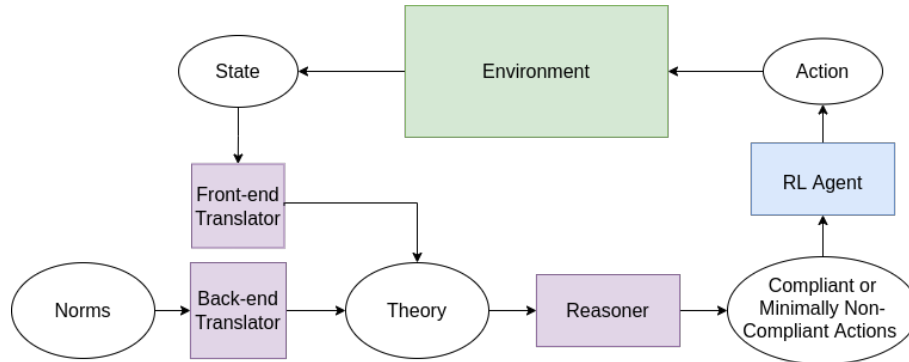 State
Environment
Action
Front-end
Translator
RL Agent
Norms
Back-end
Translator
Theory
Reasoner
Compliant or
Minimally Non-
Compliant Actions